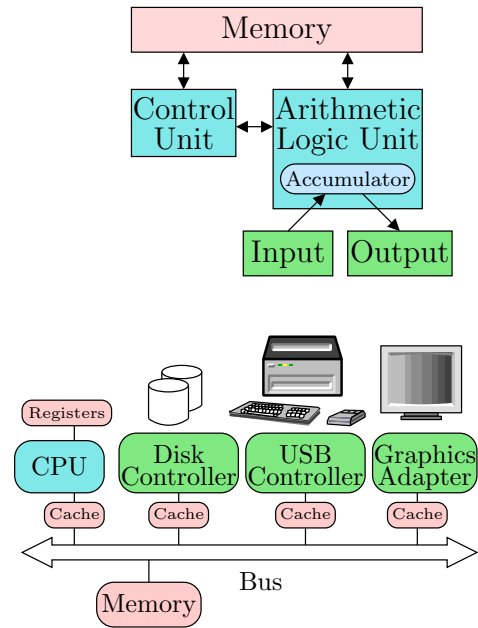 Memory
Control
Unit
Arithmetic
Logic Unit
Accumulator
Input
Output
Registers
CPU
Disk
Controller
USB
Controller
Graphics
Adapter
Cache
Cache
Cache
Cache
Bus
Memory